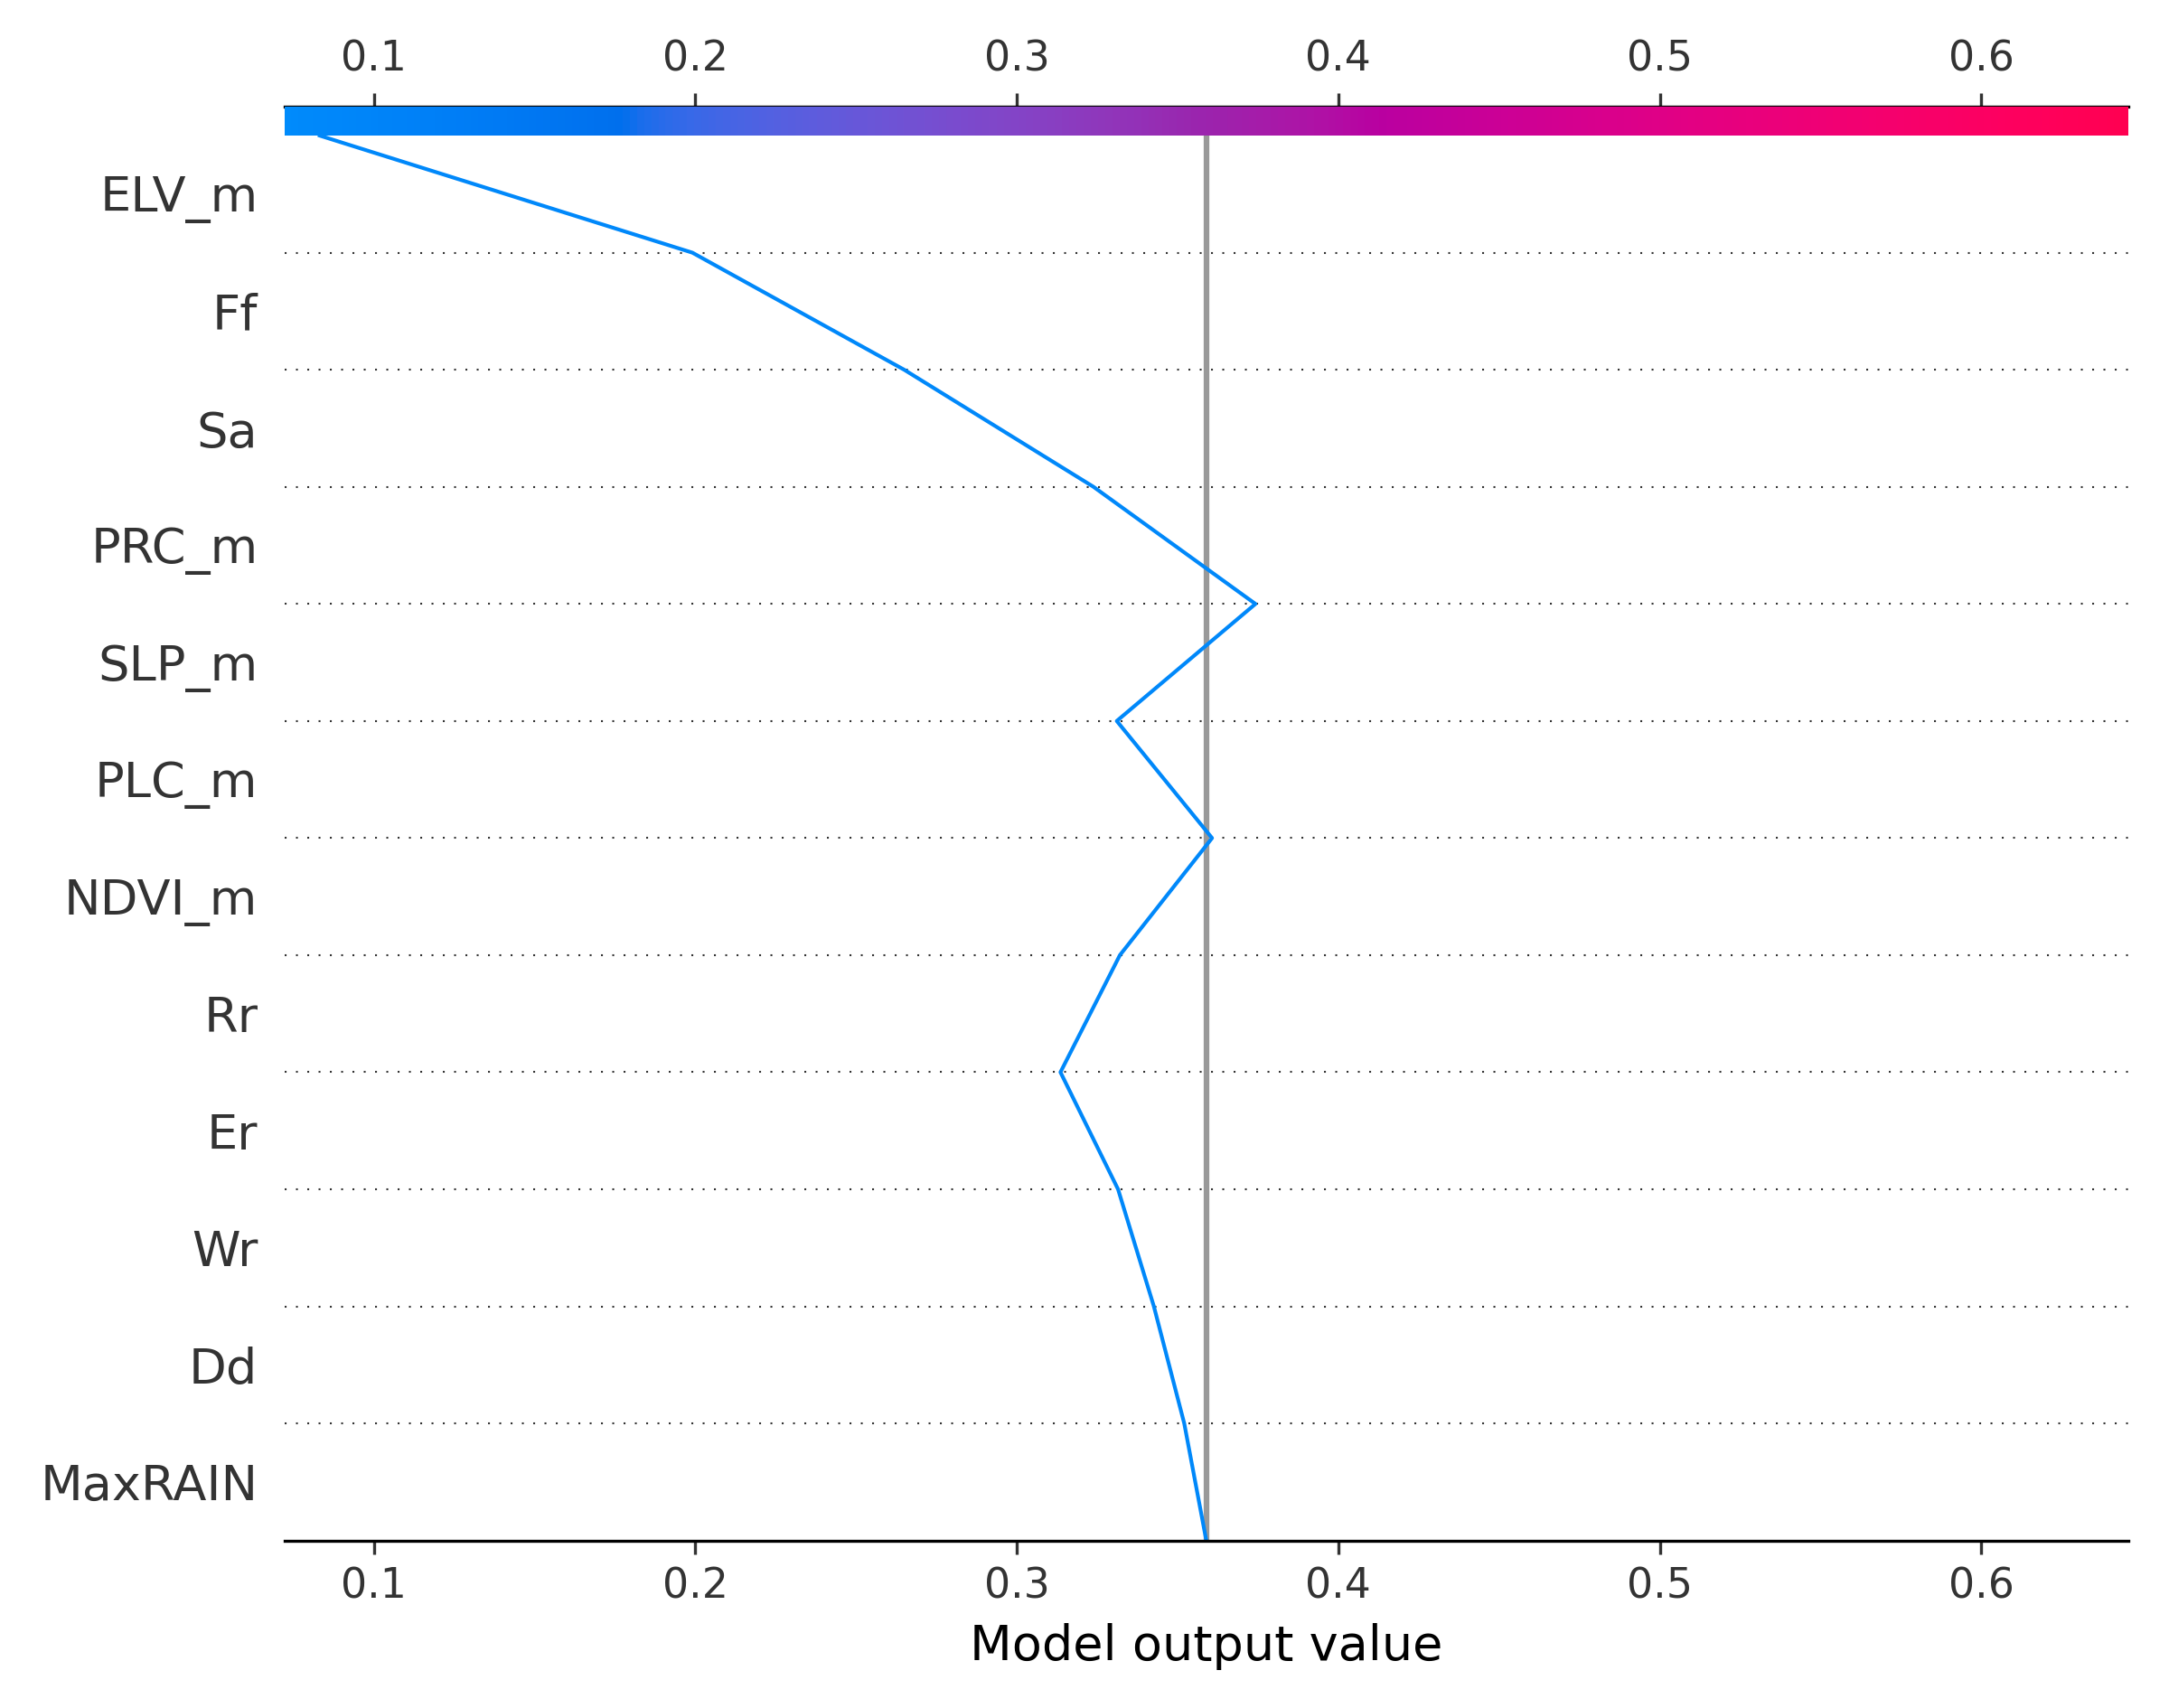 0.1 0.2 0.3 0.4 0.5 0.6
ELV_m
Ff
Sa
PRC_m
SLP_m
PLC_m
NDVI_m
Rr
Er
Wr
Dd
MaxRAIN
0.1 0.2 0.3 0.4 0.5 0.6
Model output value